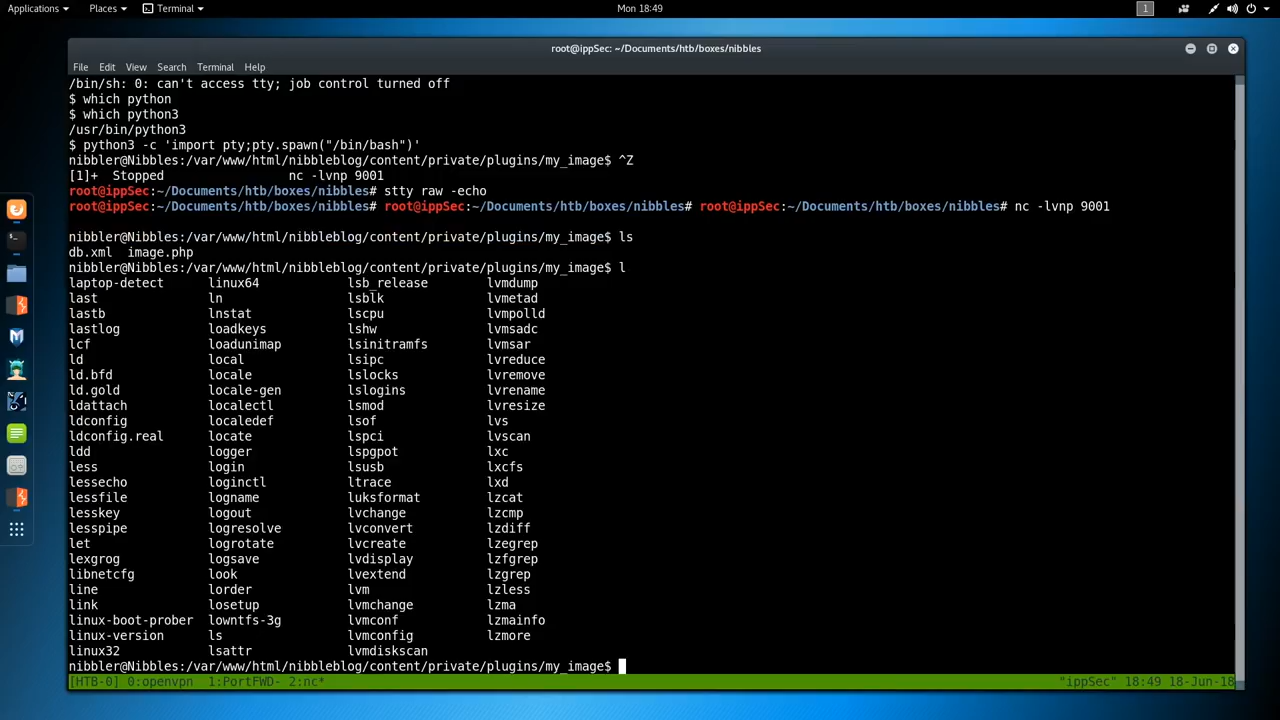 Applications Places Terminal Mon 18:49 1
root@ippSec: ~/Documents/htb/boxes/nibbles
File Edit View Search Terminal Help
/bin/sh: 0: can't access tty; job control turned off
$ which python
$ which python3
/usr/bin/python3
$ python3 -c 'import pty;pty.spawn("/bin/bash")'
nibbler@Nibbles:/var/www/html/nibbleblog/content/private/plugins/my_image$ ^Z
[1]+  Stopped                 nc -lvnp 9001
root@ippSec:~/Documents/htb/boxes/nibbles# stty raw -echo
root@ippSec:~/Documents/htb/boxes/nibbles# root@ippSec:~/Documents/htb/boxes/nibbles# root@ippSec:~/Documents/htb/boxes/nibbles# nc -lvnp 9001
nibbler@Nibbles:/var/www/html/nibbleblog/content/private/plugins/my_image$ ls
db.xml  image.php
nibbler@Nibbles:/var/www/html/nibbleblog/content/private/plugins/my_image$ l
laptop-detect linux64 lsb_release lvmdump
last ln lsblk lvmetad
lastb lnstat lscpu lvmpolld
lastlog loadkeys lshw lvmsadc
lcf loadunimap lsinitramfs lvmsar
ld local lsipc lvreduce
ld.bfd locale lslocks lvremove
ld.gold locale-gen lslogins lvrename
ldattach localectl lsmod lvresize
ldconfig localedef lsof lvs
ldconfig.real locate lspci lvscan
ldd logger lspgpot lxc
less login lsusb lxcfs
lessecho loginctl ltrace lxd
lessfile logname luksformat lzcat
lesskey logout lvchange lzcmp
lesspipe logresolve lvconvert lzdiff
let logrotate lvcreate lzegrep
lexgrog logsave lvdisplay lzfgrep
libnetcfg look lvextend lzgrep
line lorder lvm lzless
link losetup lvmchange lzma
linux-boot-prober lowntfs-3g lvmconf lzmainfo
linux-version ls lvmconfig lzmore
linux32 lsattr lvmdiskscan
nibbler@Nibbles:/var/www/html/nibbleblog/content/private/plugins/my_image$
[HTB-0] 0:openvpn  1:PortFWD- 2:nc* "ippSec" 18:49 18-Jun-18